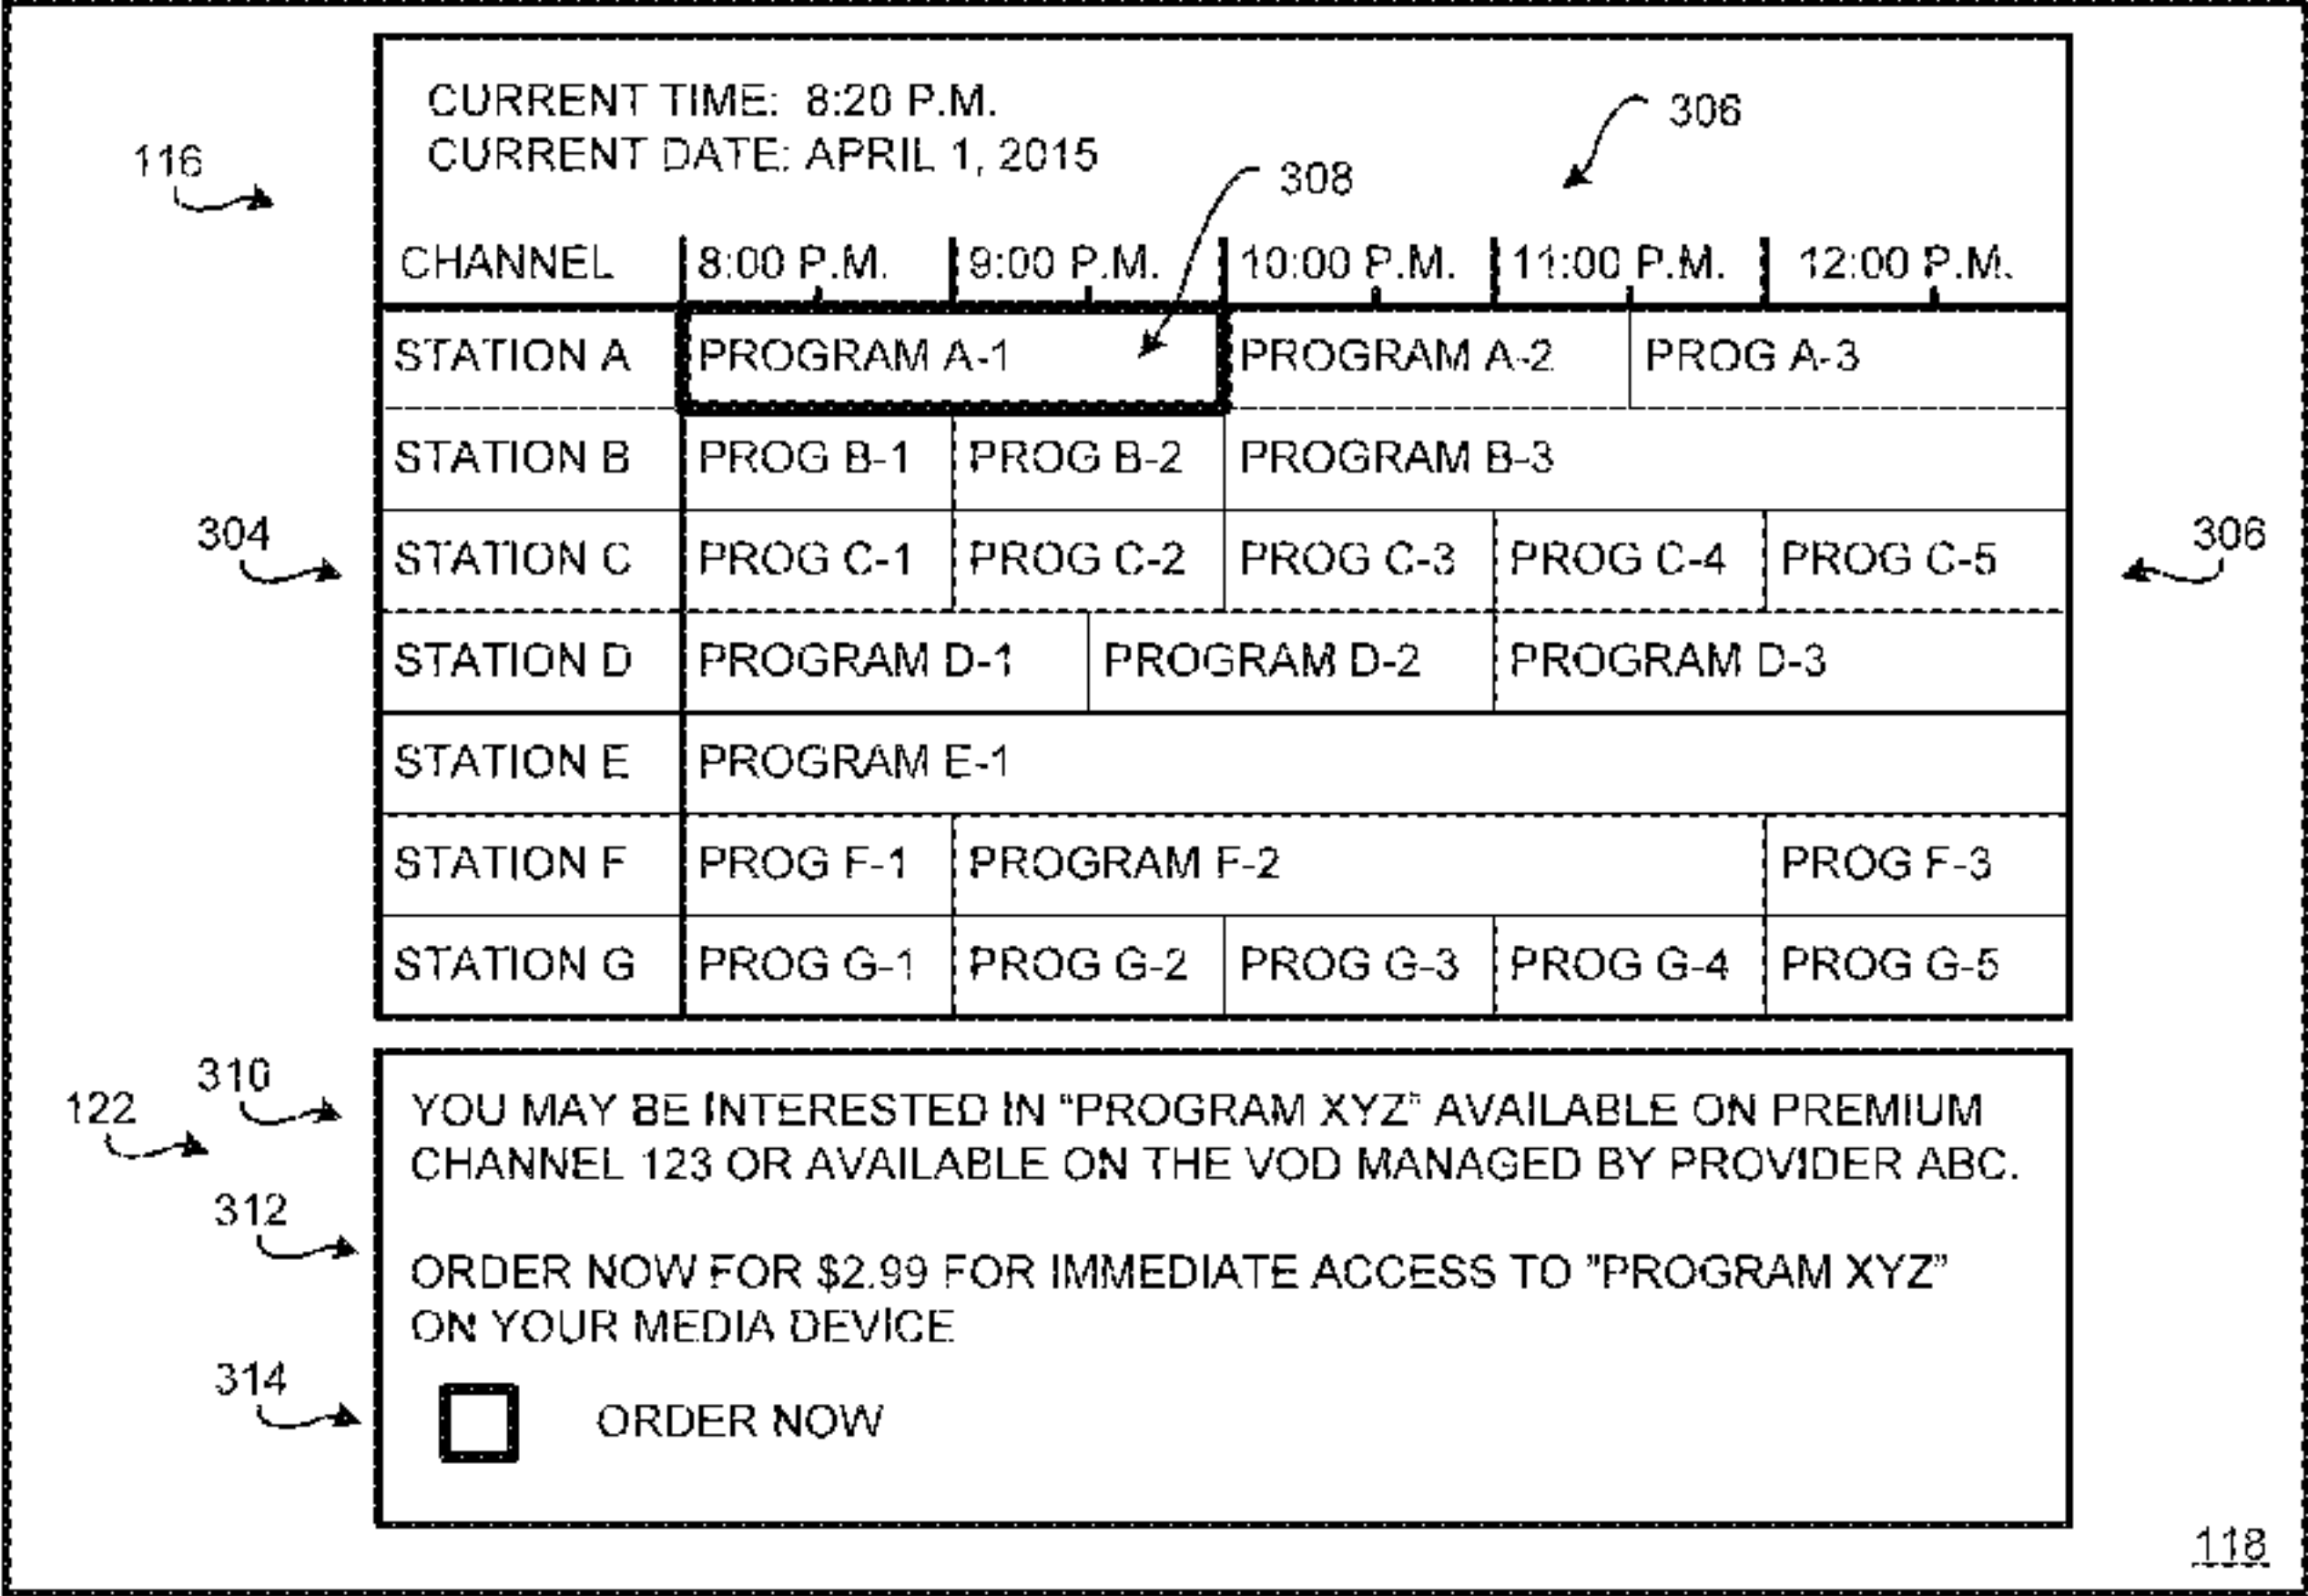 CURRENT TIME: 8:20 P.M.
306
CURRENT DATE: APRIL 1, 2015
116
308
CHANNEL 8:00 P.M. 9:00 P.M. 10:00 P.M. 11:00 P.M. 12:00 P.M.
STATION A PROGRAM A-1 PROGRAM A-2 PROG A-3
STATION B PROG B-1 PROG B-2 PROGRAM B-3
304
306
STATION C PROG C-1 PROG C-2 PROG C-3 PROG C-4 PROG C-5
STATION D PROGRAM D-1 PROGRAM D-2 PROGRAM D-3
STATION E PROGRAM E-1
STATION F PROG F-1 PROGRAM F-2 PROG F-3
STATION G PROG G-1 PROG G-2 PROG G-3 PROG G-4 PROG G-5
310
122
YOU MAY BE INTERESTED IN "PROGRAM XYZ" AVAILABLE ON PREMIUM
CHANNEL 123 OR AVAILABLE ON THE VOD MANAGED BY PROVIDER ABC.
312
ORDER NOW FOR $2.99 FOR IMMEDIATE ACCESS TO "PROGRAM XYZ"
ON YOUR MEDIA DEVICE
314
ORDER NOW
118